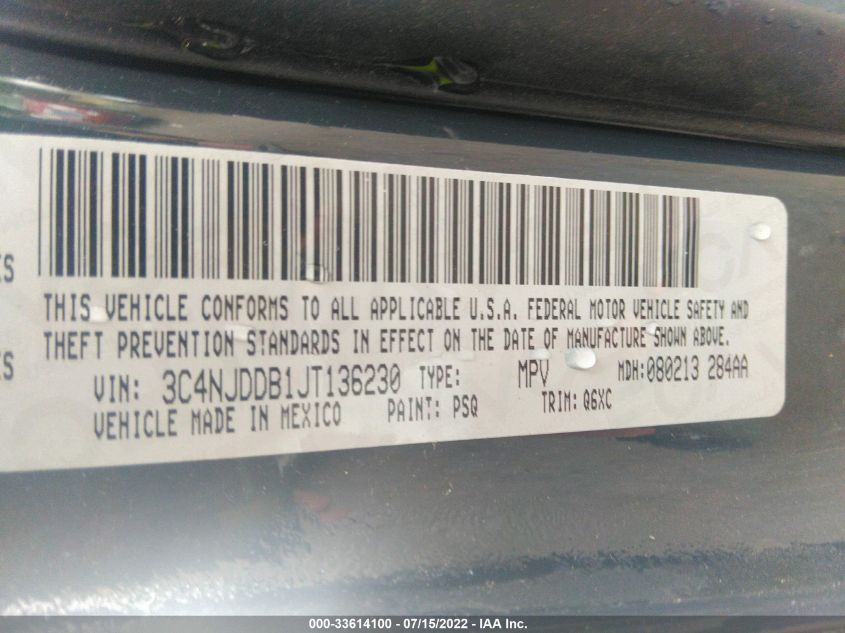 THIS VEHICLE CONFORMS TO ALL APPLICABLE U.S.A. FEDERAL MOTOR VEHICLE SAFETY AND
THEFT PREVENTION STANDARDS IN EFFECT ON THE DATE OF MANUFACTURE SHOWN ABOVE.
VIN: 3C4NJDDB1JT136230 TYPE: MPV MDH:080213 284AA
VEHICLE MADE IN MEXICO PAINT: PSQ TRIM: Q6XC
000-33614100 - 07/15/2022 - IAA Inc.